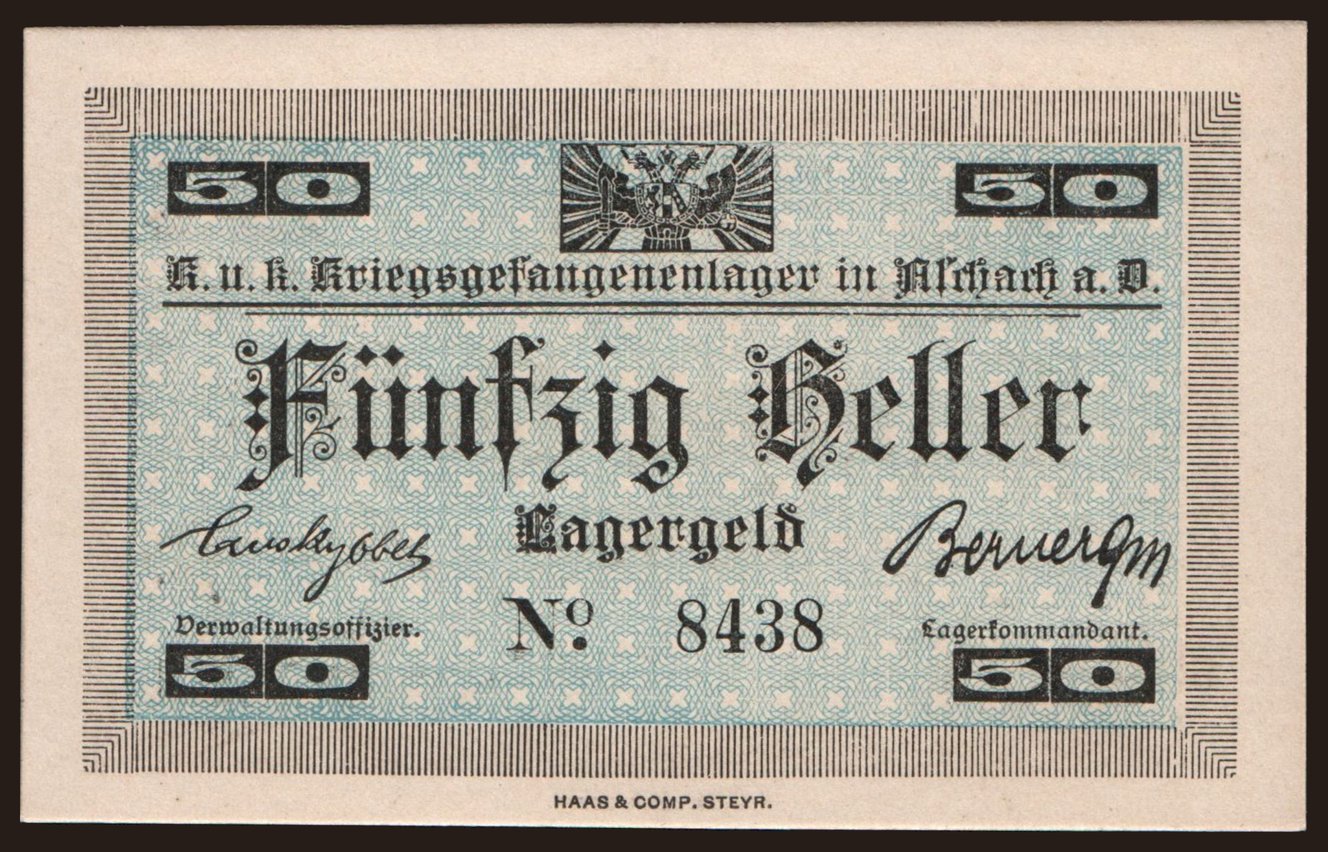 50 50
K. u. k. Kriegsgefangenenlager in Aschach a. D.
Fünfzig Heller
Lagergeld
No. 8438
Verwaltungsoffizier. Lagerkommandant.
50 50
HAAS & COMP. STEYR.